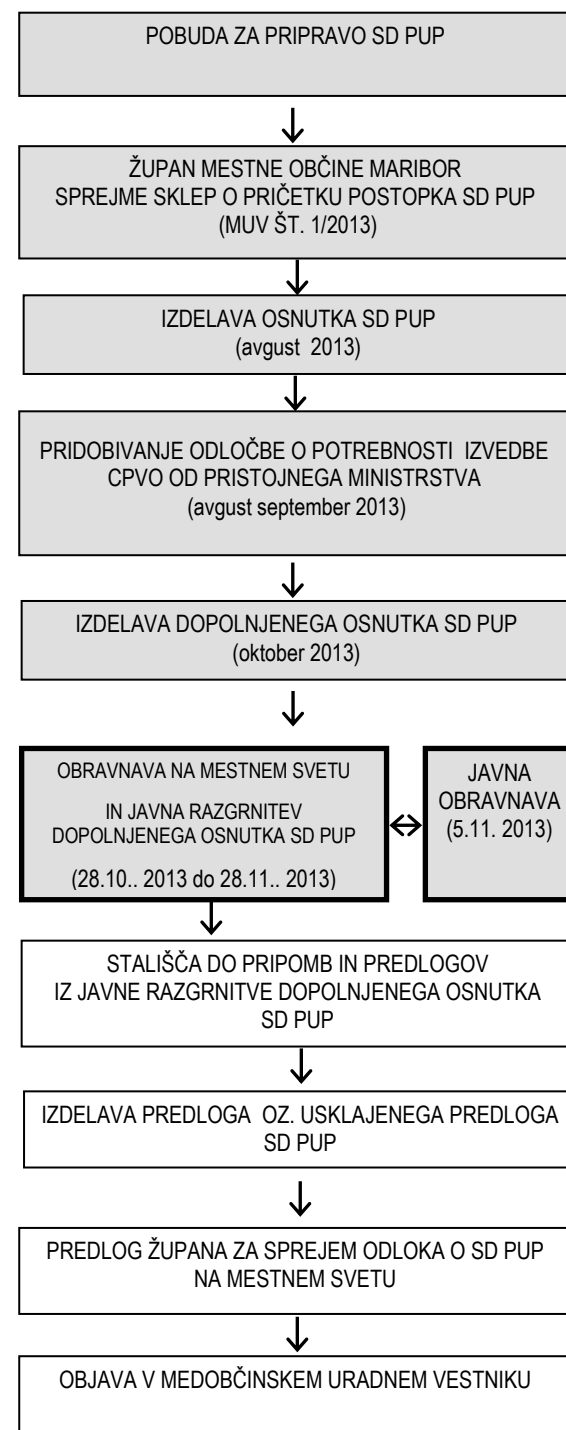 POBUDA ZA PRIPRAVO SD PUP
ŽUPAN MESTNE OBČINE MARIBOR
SPREJME SKLEP O PRIČETKU POSTOPKA SD PUP
(MUV ŠT. 1/2013)
IZDELAVA OSNUTKA SD PUP
(avgust 2013)
PRIDOBIVANJE ODLOČBE O POTREBNOSTI IZVEDBE
CPVO OD PRISTOJNEGA MINISTRSTVA
(avgust september 2013)
IZDELAVA DOPOLNJENEGA OSNUTKA SD PUP
(oktober 2013)
OBRAVNAVA NA MESTNEM SVETU
IN JAVNA RAZGRNITEV
DOPOLNJENEGA OSNUTKA SD PUP
(28.10.. 2013 do 28.11.. 2013)
JAVNA
OBRAVNAVA
(5.11. 2013)
STALIŠČA DO PRIPOMB IN PREDLOGOV
IZ JAVNE RAZGRNITVE DOPOLNJENEGA OSNUTKA
SD PUP
IZDELAVA PREDLOGA OZ. USKLAJENEGA PREDLOGA
SD PUP
PREDLOG ŽUPANA ZA SPREJEM ODLOKA O SD PUP
NA MESTNEM SVETU
OBJAVA V MEDOBČINSKEM URADNEM VESTNIKU